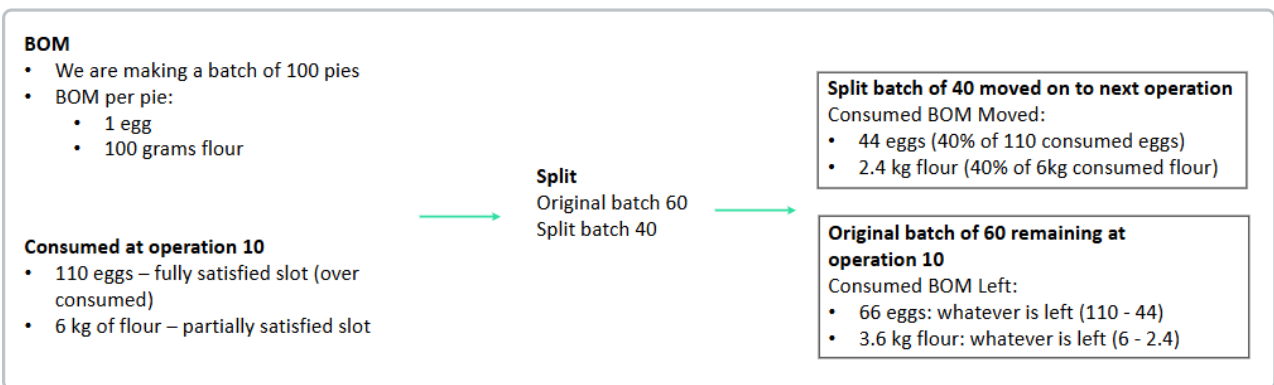 BOM
• We are making a batch of 100 pies
• BOM per pie:
• 1 egg
• 100 grams flour
Consumed at operation 10
• 110 eggs – fully satisfied slot (over
consumed)
• 6 kg of flour – partially satisfied slot
Split
Original batch 60
Split batch 40
Split batch of 40 moved on to next operation
Consumed BOM Moved:
• 44 eggs (40% of 110 consumed eggs)
• 2.4 kg flour (40% of 6kg consumed flour)
Original batch of 60 remaining at
operation 10
Consumed BOM Left:
• 66 eggs: whatever is left (110 - 44)
• 3.6 kg flour: whatever is left (6 - 2.4)